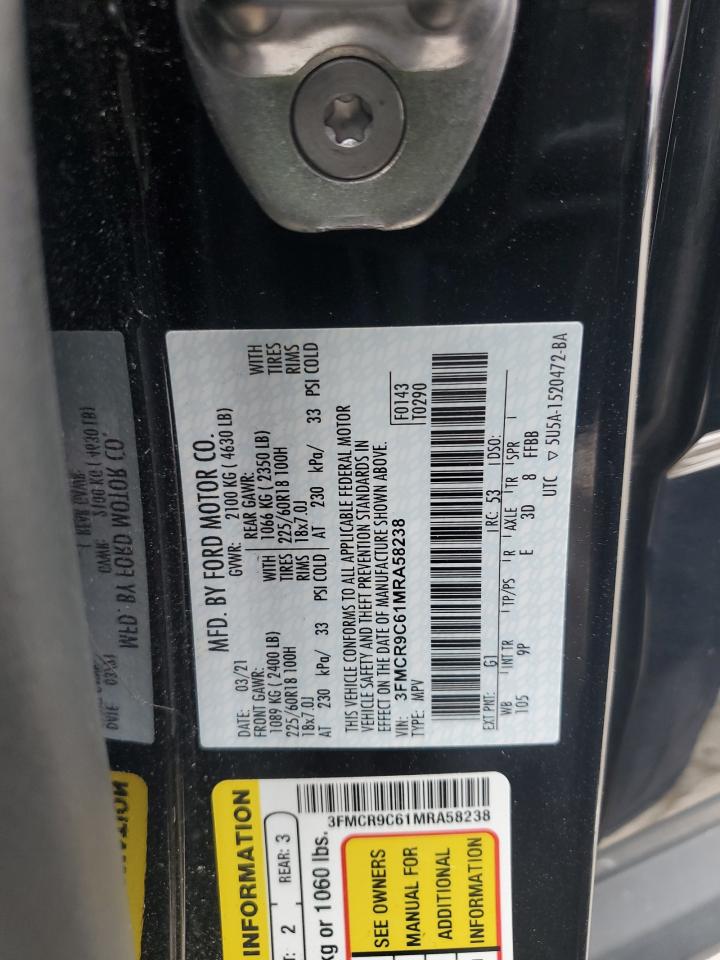 MFD. BY FORD MOTOR CO.
DATE: 03/21 GVWR: 2100 KG ( 4630 LB)
FRONT GAWR: REAR GAWR: WITH
1089 KG ( 2400 LB) 1066 KG ( 2350 LB) TIRES
225/60R18 100H TIRES 225/60R18 100H RIMS
18x7.0J RIMS 18x7.0J
AT 230 kPa/ 33 PSI COLD AT 230 kPa/ 33 PSI COLD
THIS VEHICLE CONFORMS TO ALL APPLICABLE FEDERAL MOTOR
VEHICLE SAFETY AND THEFT PREVENTION STANDARDS IN
EFFECT ON THE DATE OF MANUFACTURE SHOWN ABOVE.
VIN: 3FMCR9C61MRA58238 F0143
TYPE: MPV T0290
EXT PNT: G1 RC: 53 DSO:
WB INT TR TP/PS R AXLE TR SPR
105 9P E 3D 8 FFBB
UTC ▽ 5U5A-1520472-BA
INFORMATION
2 REAR: 3
kg or 1060 lbs.
3FMCR9C61MRA58238
SEE OWNERS
MANUAL FOR
ADDITIONAL
INFORMATION